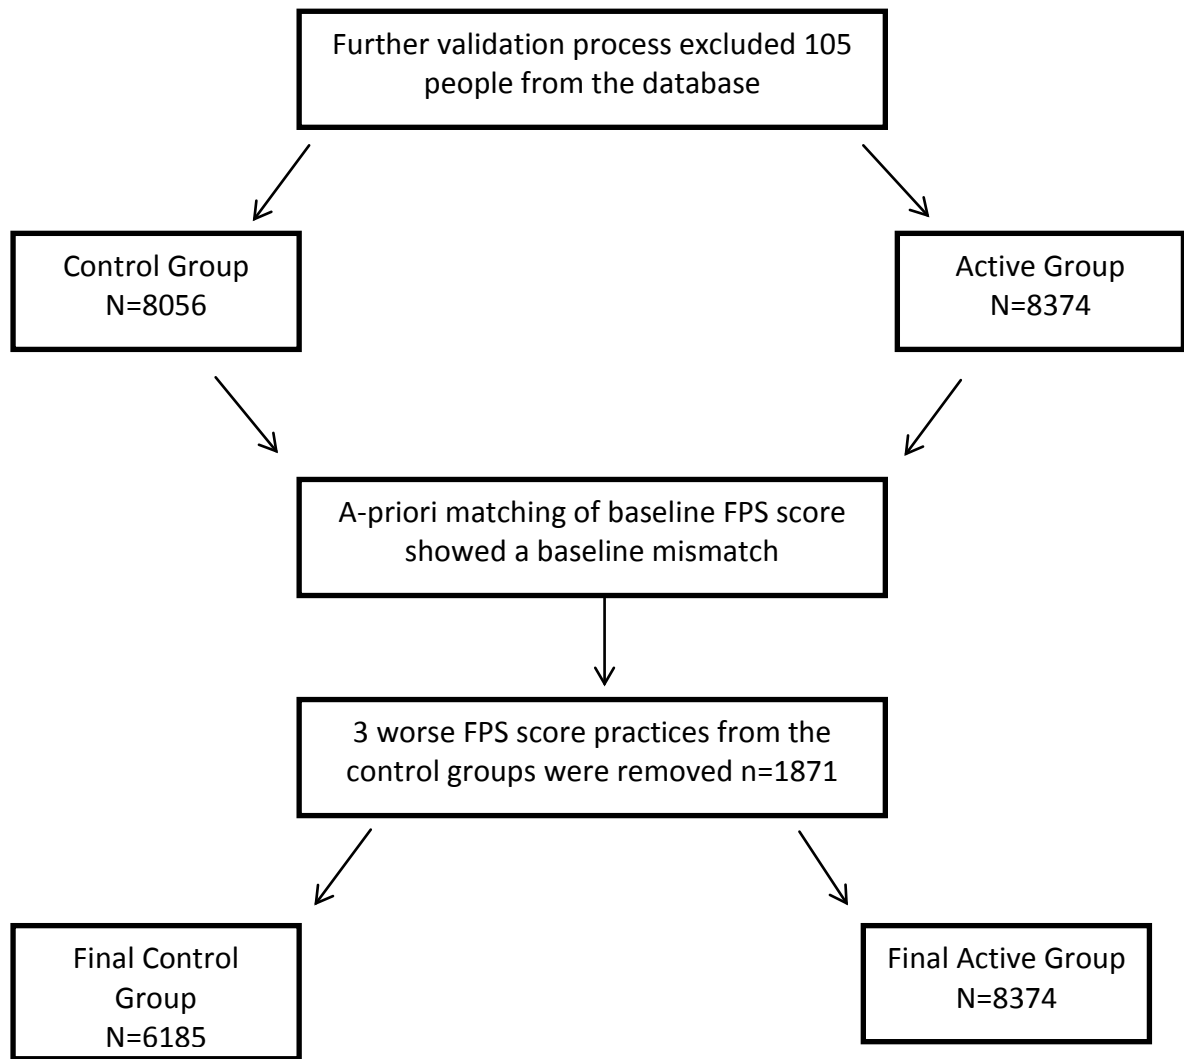 Further validation process excluded 105
people from the database
Control Group
N=8056
Active Group
N=8374
A-priori matching of baseline FPS score
showed a baseline mismatch
3 worse FPS score practices from the
control groups were removed n=1871
Final Control
Group
N=6185
Final Active Group
N=8374